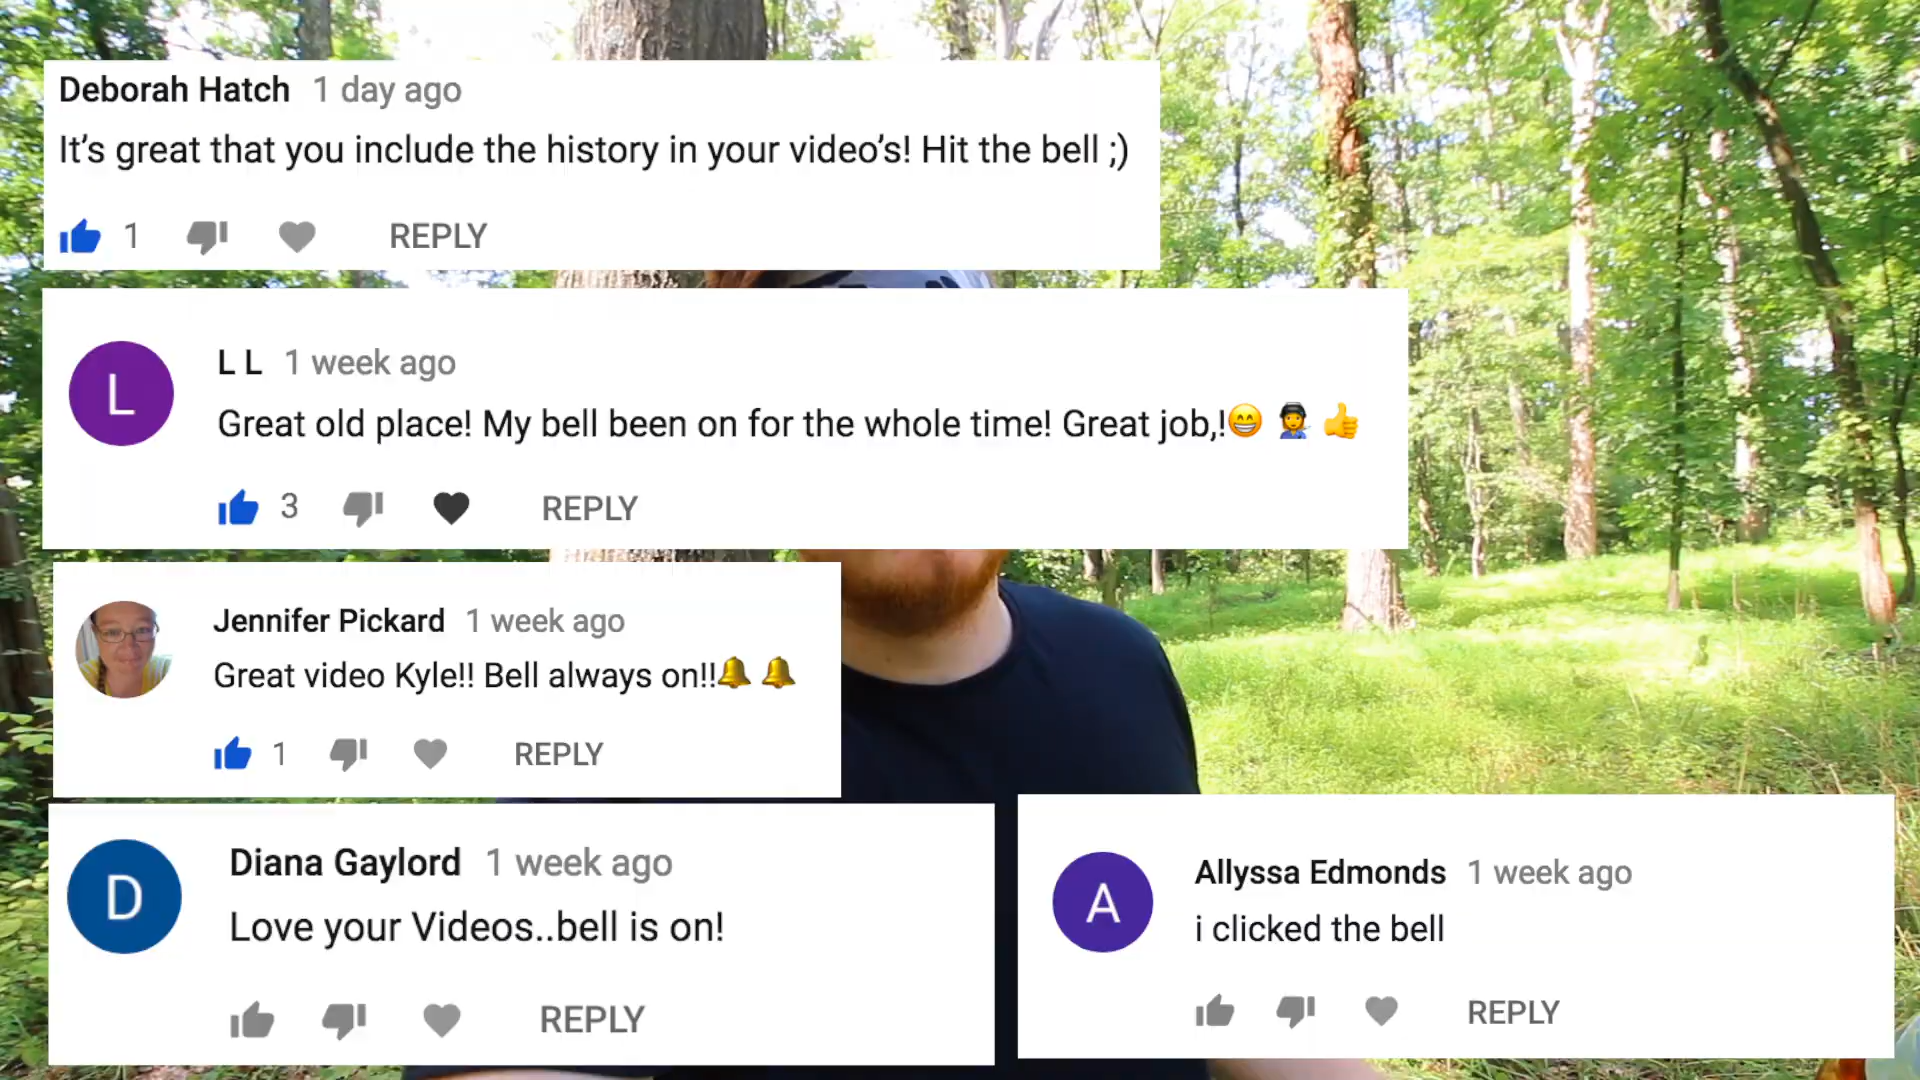 Deborah Hatch 1 day ago
It's great that you include the history in your video's! Hit the bell ;)
1 REPLY
L
L L 1 week ago
Great old place! My bell been on for the whole time! Great job,!😁 👩‍🔧 👍
3 REPLY
Jennifer Pickard 1 week ago
Great video Kyle!! Bell always on!!🔔 🔔
1 REPLY
D
Diana Gaylord 1 week ago
Love your Videos..bell is on!
REPLY
A
Allyssa Edmonds 1 week ago
i clicked the bell
REPLY